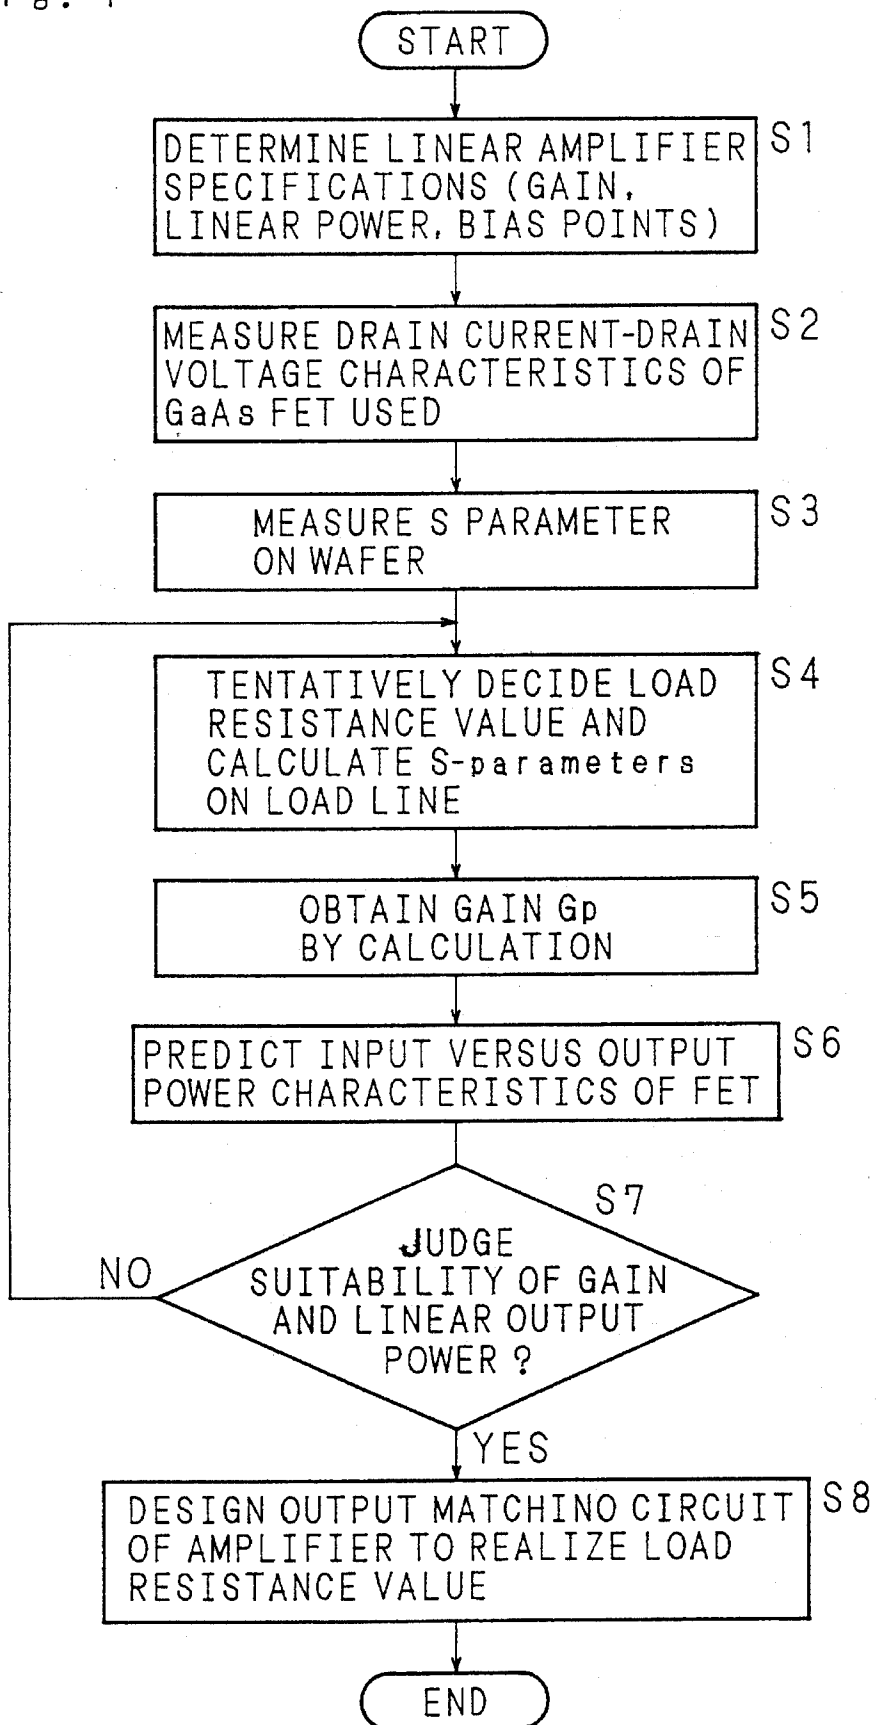 START
S1
DETERMINE LINEAR AMPLIFIER
SPECIFICATIONS (GAIN,
LINEAR POWER, BIAS POINTS)
S2
MEASURE DRAIN CURRENT-DRAIN
VOLTAGE CHARACTERISTICS OF
GaAs FET USED
S3
MEASURE S PARAMETER
ON WAFER
S4
TENTATIVELY DECIDE LOAD
RESISTANCE VALUE AND
CALCULATE S-parameters
ON LOAD LINE
S5
OBTAIN GAIN Gp
BY CALCULATION
S6
PREDICT INPUT VERSUS OUTPUT
POWER CHARACTERISTICS OF FET
S7
JUDGE
SUITABILITY OF GAIN
AND LINEAR OUTPUT
POWER ?
NO
YES
S8
DESIGN OUTPUT MATCHINO CIRCUIT
OF AMPLIFIER TO REALIZE LOAD
RESISTANCE VALUE
END